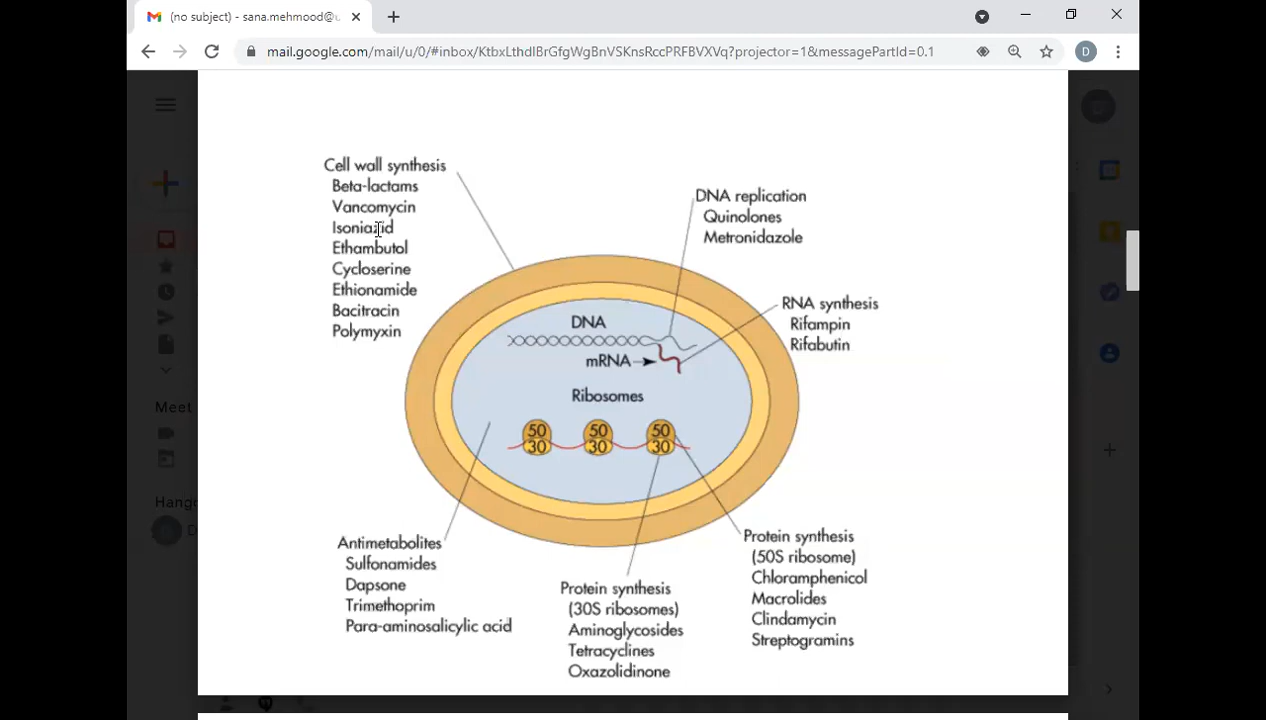 (no subject) - sana.mehmood@u
mail.google.com/mail/u/0/#inbox/KtbxLthdlBrGfgWgBnVSKnsRccPRFBVXVq?projector=1&messagePartId=0.1
D
Cell wall synthesis
Beta-lactams
Vancomycin
Isoniazid
Ethambutol
Cycloserine
Ethionamide
Bacitracin
Polymyxin
DNA replication
Quinolones
Metronidazole
RNA synthesis
Rifampin
Rifabutin
DNA
mRNA
Ribosomes
50 50 50
30 30 30
Meet
Hang
D
Antimetabolites
Sulfonamides
Dapsone
Trimethoprim
Para-aminosalicylic acid
Protein synthesis
(30S ribosomes)
Aminoglycosides
Tetracyclines
Oxazolidinone
Protein synthesis
(50S ribosome)
Chloramphenicol
Macrolides
Clindamycin
Streptogramins